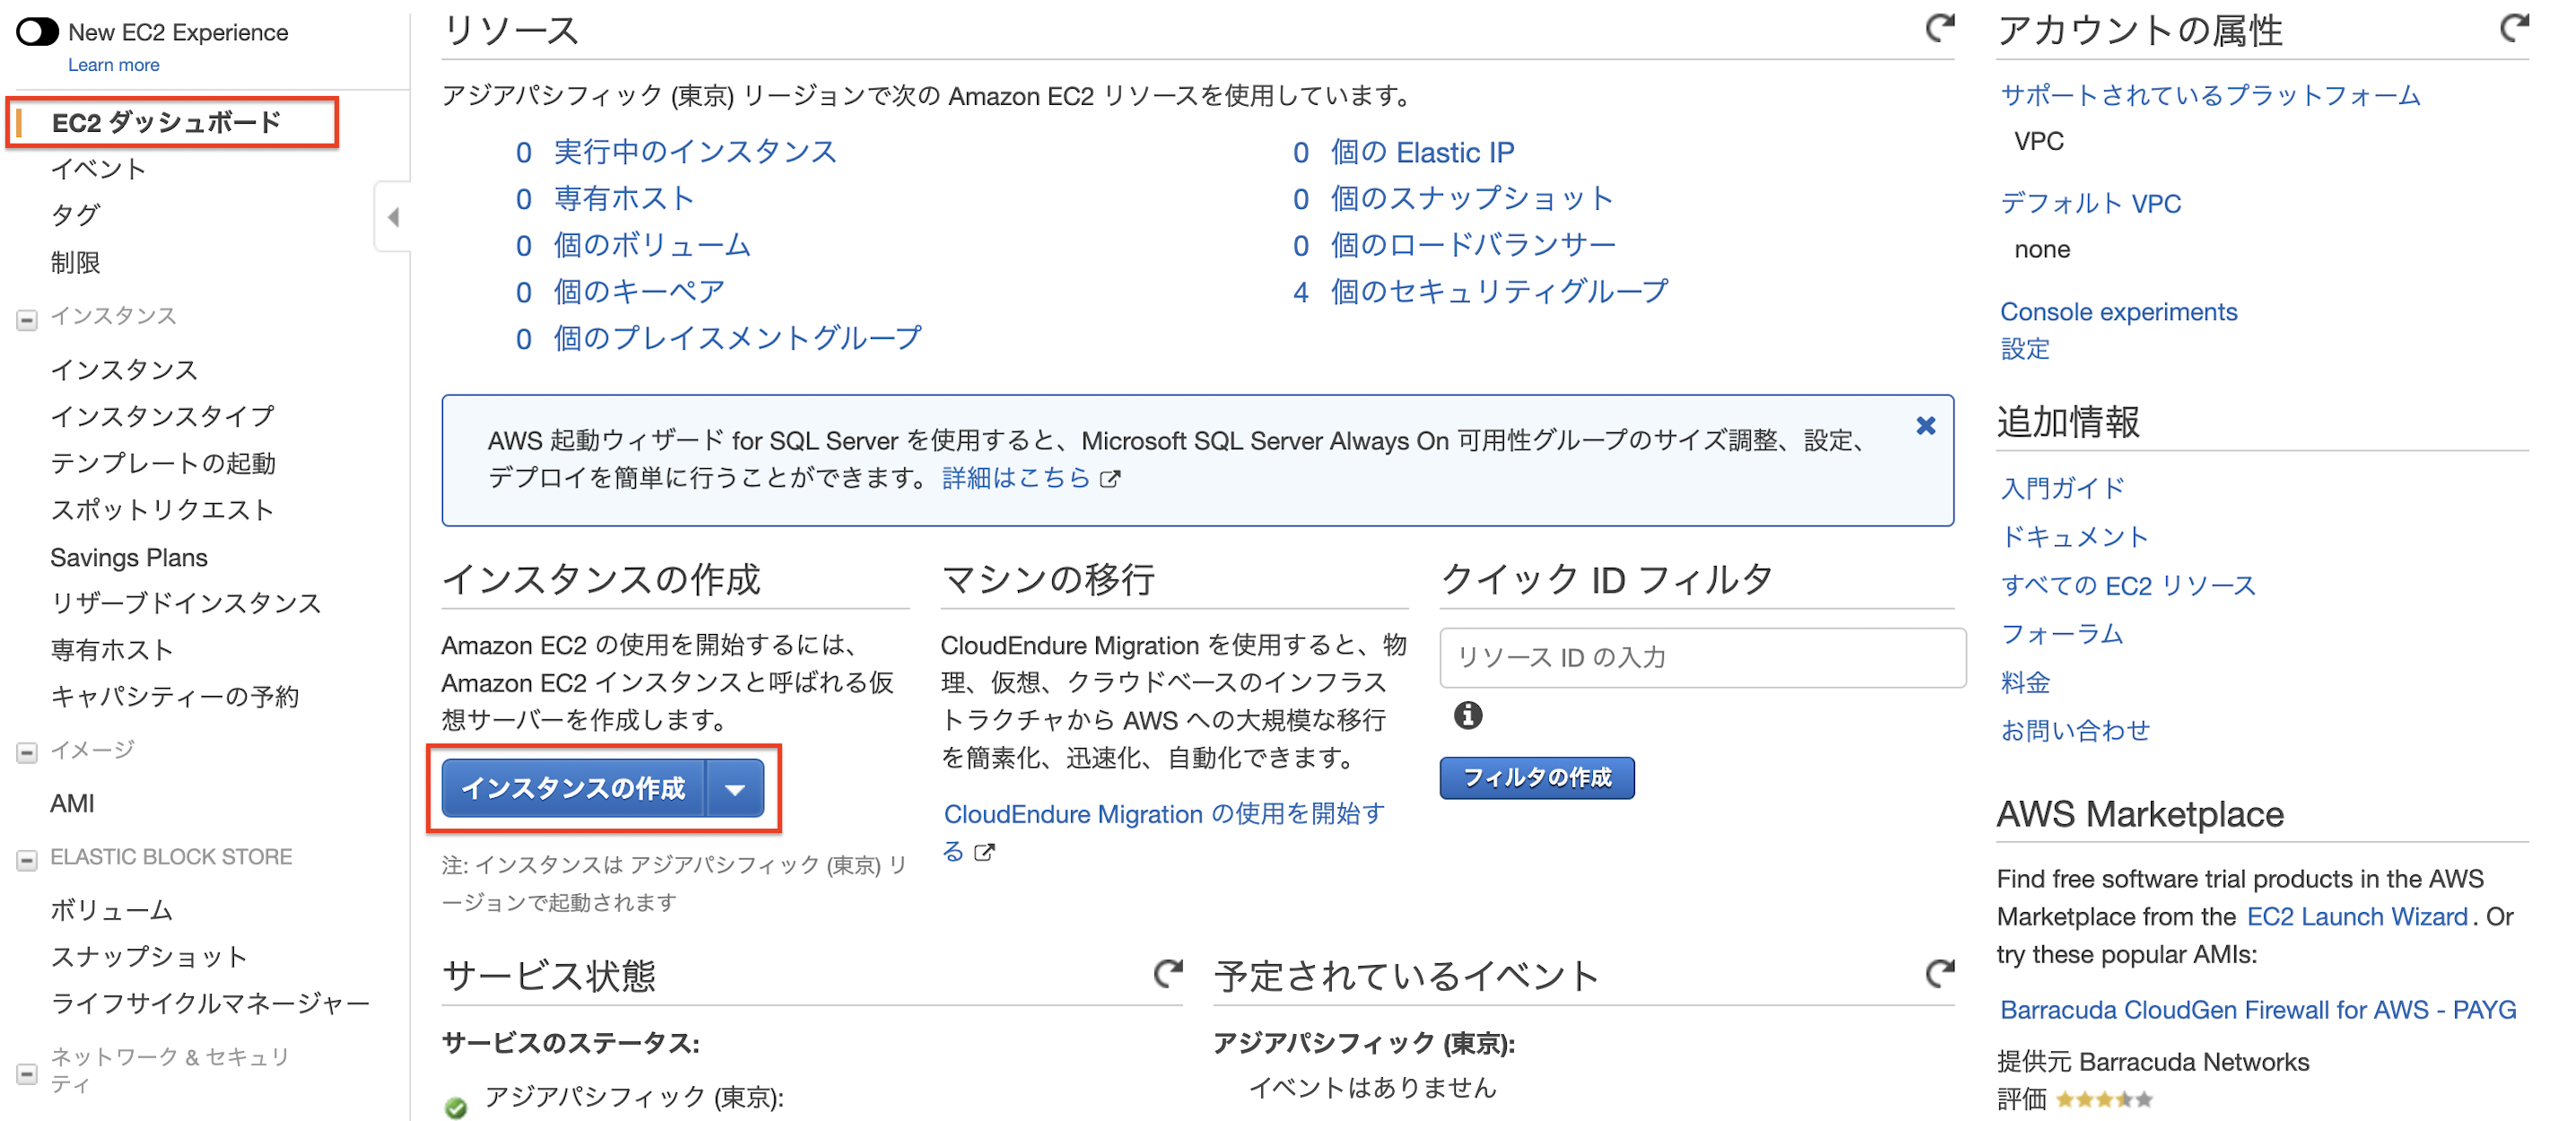 New EC2 Experience
Learn more
EC2 ダッシュボード
イベント
タグ
制限
インスタンス
インスタンス
インスタンスタイプ
テンプレートの起動
スポットリクエスト
Savings Plans
リザーブドインスタンス
専有ホスト
キャパシティーの予約
イメージ
AMI
ELASTIC BLOCK STORE
ボリューム
スナップショット
ライフサイクルマネージャー
ネットワーク & セキュリ
ティ
リソース
アジアパシフィック (東京) リージョンで次の Amazon EC2 リソースを使用しています。
0 実行中のインスタンス
0 個の Elastic IP
0 専有ホスト
0 個のスナップショット
0 個のボリューム
0 個のロードバランサー
0 個のキーペア
4 個のセキュリティグループ
0 個のプレイスメントグループ
AWS 起動ウィザード for SQL Server を使用すると、Microsoft SQL Server Always On 可用性グループのサイズ調整、設定、
デプロイを簡単に行うことができます。 詳細はこちら
インスタンスの作成
Amazon EC2 の使用を開始するには、
Amazon EC2 インスタンスと呼ばれる仮
想サーバーを作成します。
インスタンスの作成
注: インスタンスは アジアパシフィック (東京) リ
ージョンで起動されます
マシンの移行
CloudEndure Migration を使用すると、物
理、仮想、クラウドベースのインフラス
トラクチャから AWS への大規模な移行
を簡素化、迅速化、自動化できます。
CloudEndure Migration の使用を開始す
る
クイック ID フィルタ
リソース ID の入力
フィルタの作成
サービス状態
サービスのステータス:
アジアパシフィック (東京):
予定されているイベント
アジアパシフィック (東京):
イベントはありません
アカウントの属性
サポートされているプラットフォーム
VPC
デフォルト VPC
none
Console experiments
設定
追加情報
入門ガイド
ドキュメント
すべての EC2 リソース
フォーラム
料金
お問い合わせ
AWS Marketplace
Find free software trial products in the AWS
Marketplace from the EC2 Launch Wizard. Or
try these popular AMIs:
Barracuda CloudGen Firewall for AWS - PAYG
提供元 Barracuda Networks
評価